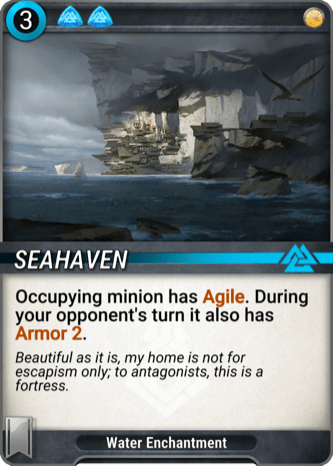 3
SEAHAVEN
Occupying minion has Agile. During
your opponent's turn it also has
Armor 2.
Beautiful as it is, my home is not for
escapism only; to antagonists, this is a
fortress.
Water Enchantment